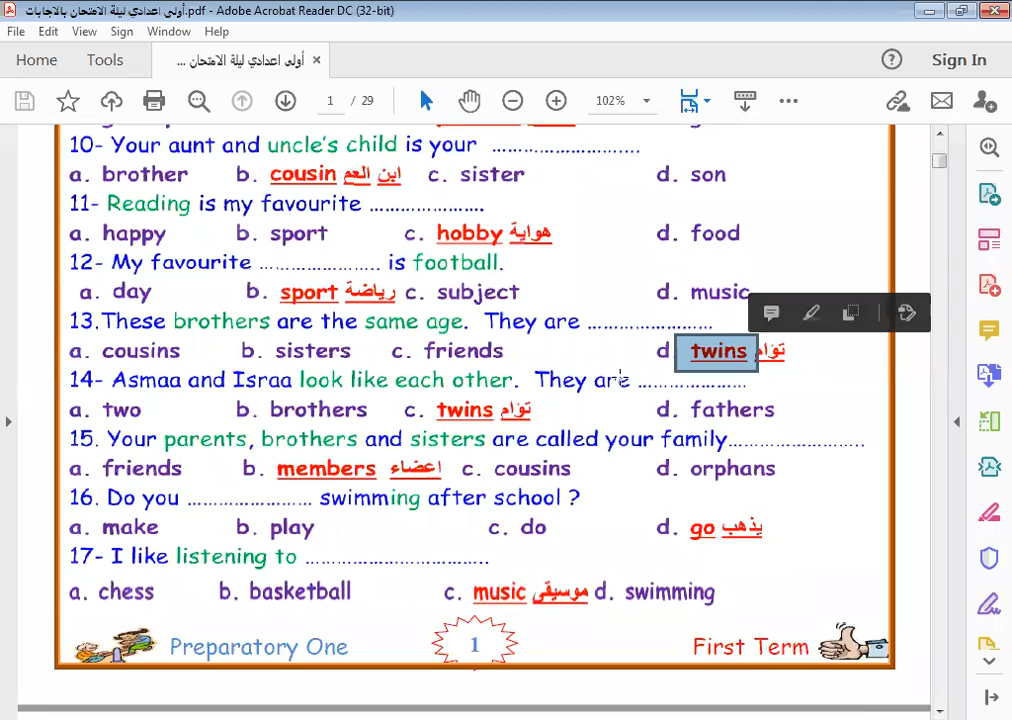 أولى اعدادي ليلة الامتحان بالاجابات.pdf - Adobe Acrobat Reader DC (32-bit)
File Edit View Sign Window Help
Home Tools أولى اعدادي ليلة الامتحان ... × Sign In
1 / 29 102%
10- Your aunt and uncle's child is your ……………………….…
a. brother b. cousin ابن العم c. sister d. son
11- Reading is my favourite ………………….
a. happy b. sport c. hobby هواية d. food
12- My favourite …………………… is football.
a. day b. sport رياضة c. subject d. music
13.These brothers are the same age. They are ……………………
a. cousins b. sisters c. friends d. twins تؤام
14- Asmaa and Israa look like each other. They are …………………
a. two b. brothers c. twins تؤام d. fathers
15. Your parents, brothers and sisters are called your family……………………..
a. friends b. members اعضاء c. cousins d. orphans
16. Do you …………………… swimming after school ?
a. make b. play c. do d. go يذهب
17- I like listening to ………………………………
a. chess b. basketball c. music موسيقى d. swimming
Preparatory One 1 First Term